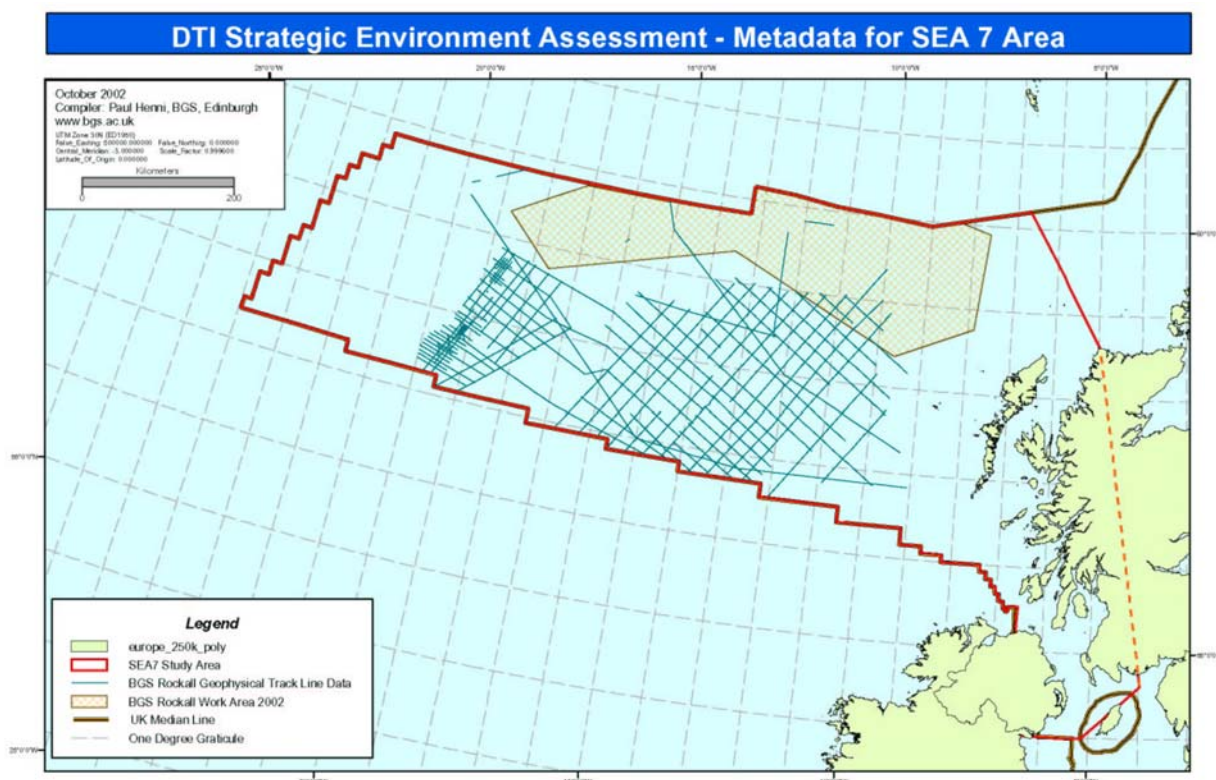 DTI Strategic Environment Assessment - Metadata for SEA 7 Area
October 2002
Compiler: Paul Henni, BGS, Edinburgh
www.bgs.ac.uk
Kilometers
0 200
Legend
europe_250k_poly
SEA7 Study Area
BGS Rockall Geophysical Track Line Data
BGS Rockall Work Area 2002
UK Median Line
One Degree Graticule